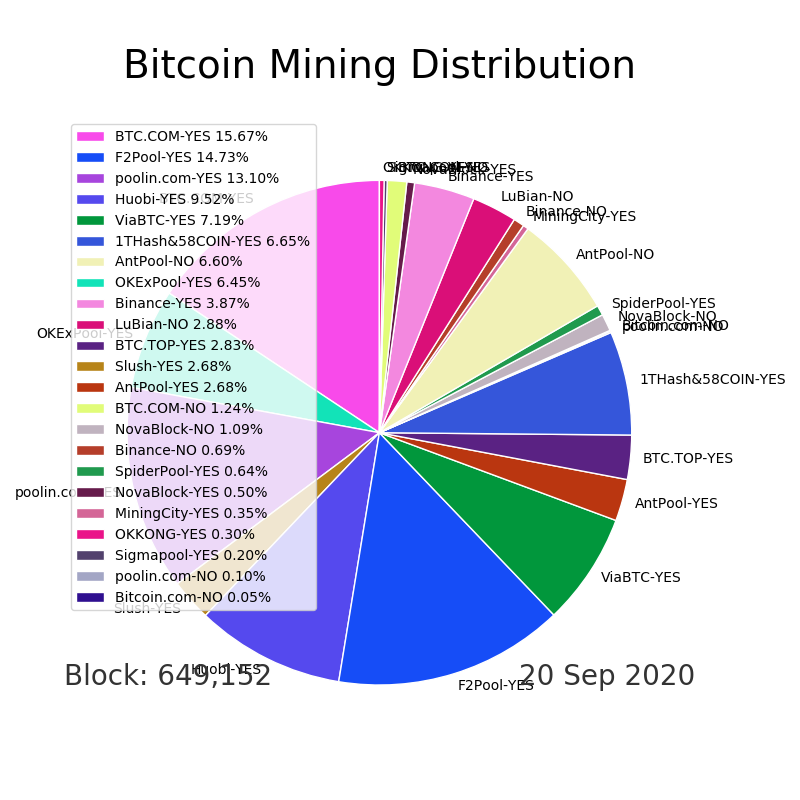 Bitcoin Mining Distribution
BTC.COM-YES 15.67%
F2Pool-YES 14.73%
poolin.com-YES 13.10%
Huobi-YES 9.52%
ViaBTC-YES 7.19%
1THash&58COIN-YES 6.65%
AntPool-NO 6.60%
OKExPool-YES 6.45%
Binance-YES 3.87%
LuBian-NO 2.88%
BTC.TOP-YES 2.83%
Slush-YES 2.68%
AntPool-YES 2.68%
BTC.COM-NO 1.24%
NovaBlock-NO 1.09%
Binance-NO 0.69%
SpiderPool-YES 0.64%
NovaBlock-YES 0.50%
MiningCity-YES 0.35%
OKKONG-YES 0.30%
Sigmapool-YES 0.20%
poolin.com-NO 0.10%
Bitcoin.com-NO 0.05%
NovaBlock-YES
Binance-YES
LuBian-NO
Binance-NO
MiningCity-YES
AntPool-NO
SpiderPool-YES
NovaBlock-NO
poolin.com-NO
1THash&58COIN-YES
BTC.TOP-YES
AntPool-YES
ViaBTC-YES
F2Pool-YES
Huobi-YES
Slush-YES
OKExPool-YES
Block: 649,152
20 Sep 2020